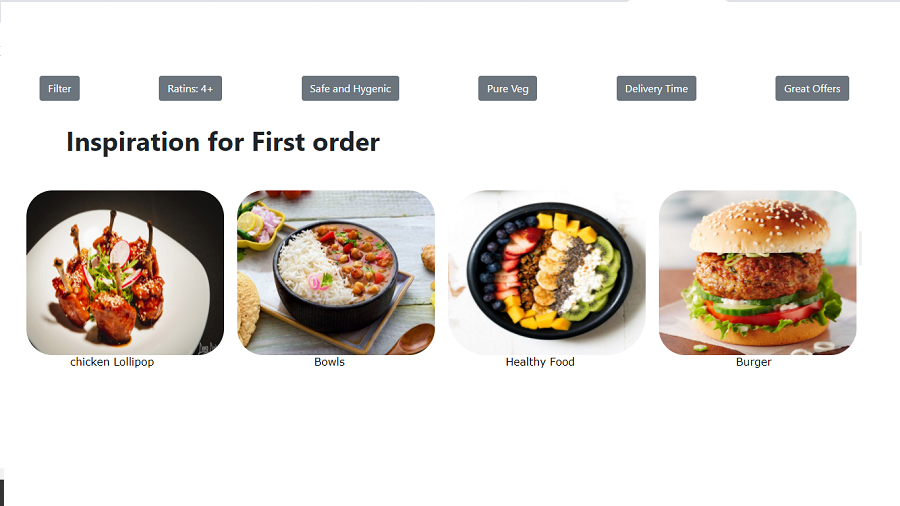 Filter
Ratins: 4+
Safe and Hygenic
Pure Veg
Delivery Time
Great Offers
Inspiration for First order
chicken Lollipop
Bowls
Healthy Food
Burger